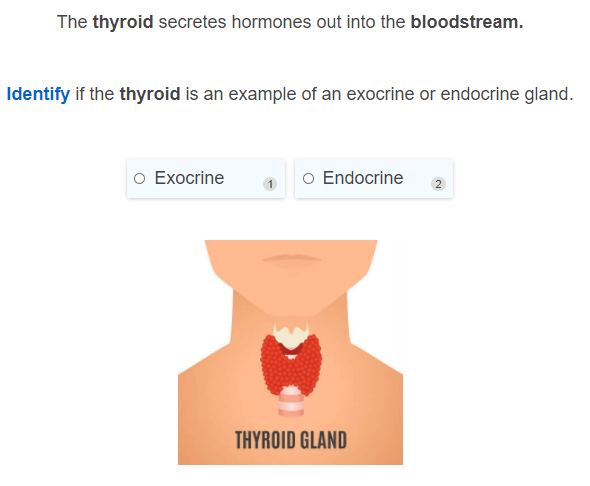 The thyroid secretes hormones out into the bloodstream.
Identify if the thyroid is an example of an exocrine or endocrine gland.
Exocrine 1 Endocrine 2
THYROID GLAND